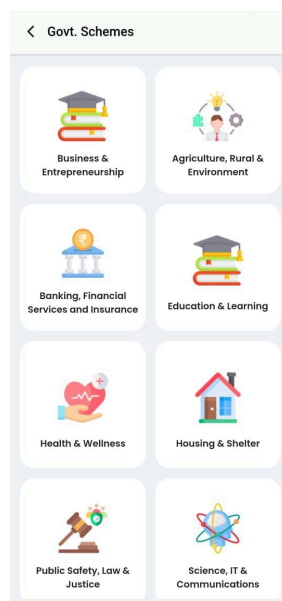 Govt. Schemes
Business &
Entrepreneurship
Agriculture, Rural &
Environment
₹
Banking, Financial
Services and Insurance
Education & Learning
Health & Wellness
Housing & Shelter
Public Safety, Law &
Justice
Science, IT &
Communications